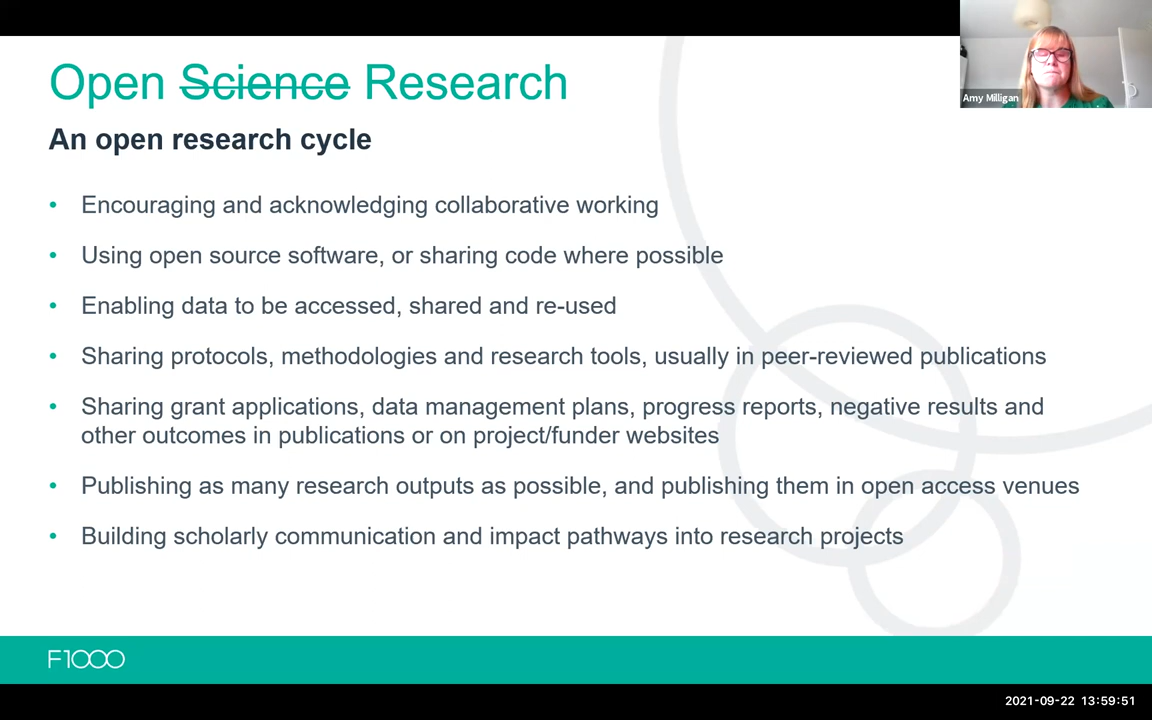 Open Science Research
An open research cycle
• Encouraging and acknowledging collaborative working
• Using open source software, or sharing code where possible
• Enabling data to be accessed, shared and re-used
• Sharing protocols, methodologies and research tools, usually in peer-reviewed publications
• Sharing grant applications, data management plans, progress reports, negative results and
other outcomes in publications or on project/funder websites
• Publishing as many research outputs as possible, and publishing them in open access venues
• Building scholarly communication and impact pathways into research projects
Amy Milligan
F1000
2021-09-22 13:59:51